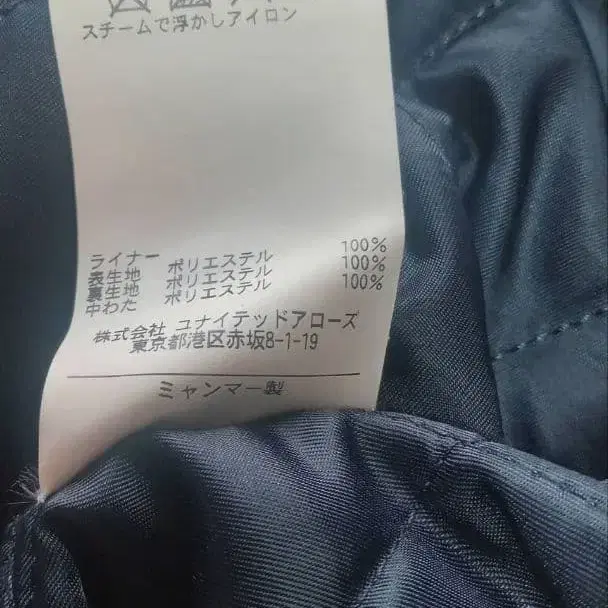 スチームで浮かしアイロン
ライナー
表生地 ポリエステル 100%
裏生地 ポリエステル 100%
中わた ポリエステル 100%
株式会社 ユナイテッドアローズ
東京都港区赤坂8-1-19
ミャンマー製